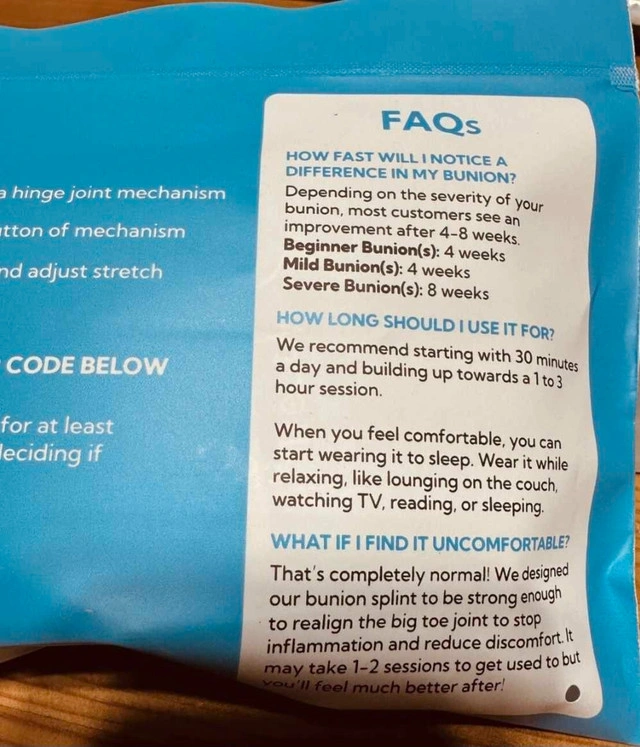 a hinge joint mechanism
tton of mechanism
nd adjust stretch
CODE BELOW
for at least
eciding if
FAQs
HOW FAST WILL I NOTICE A
DIFFERENCE IN MY BUNION?
Depending on the severity of your
bunion, most customers see an
improvement after 4-8 weeks.
Beginner Bunion(s): 4 weeks
Mild Bunion(s): 4 weeks
Severe Bunion(s): 8 weeks
HOW LONG SHOULD I USE IT FOR?
We recommend starting with 30 minutes
a day and building up towards a 1 to 3
hour session.
When you feel comfortable, you can
start wearing it to sleep. Wear it while
relaxing, like lounging on the couch,
watching TV, reading, or sleeping.
WHAT IF I FIND IT UNCOMFORTABLE?
That's completely normal! We designed
our bunion splint to be strong enough
to realign the big toe joint to stop
inflammation and reduce discomfort. It
may take 1-2 sessions to get used to but
you'll feel much better after!